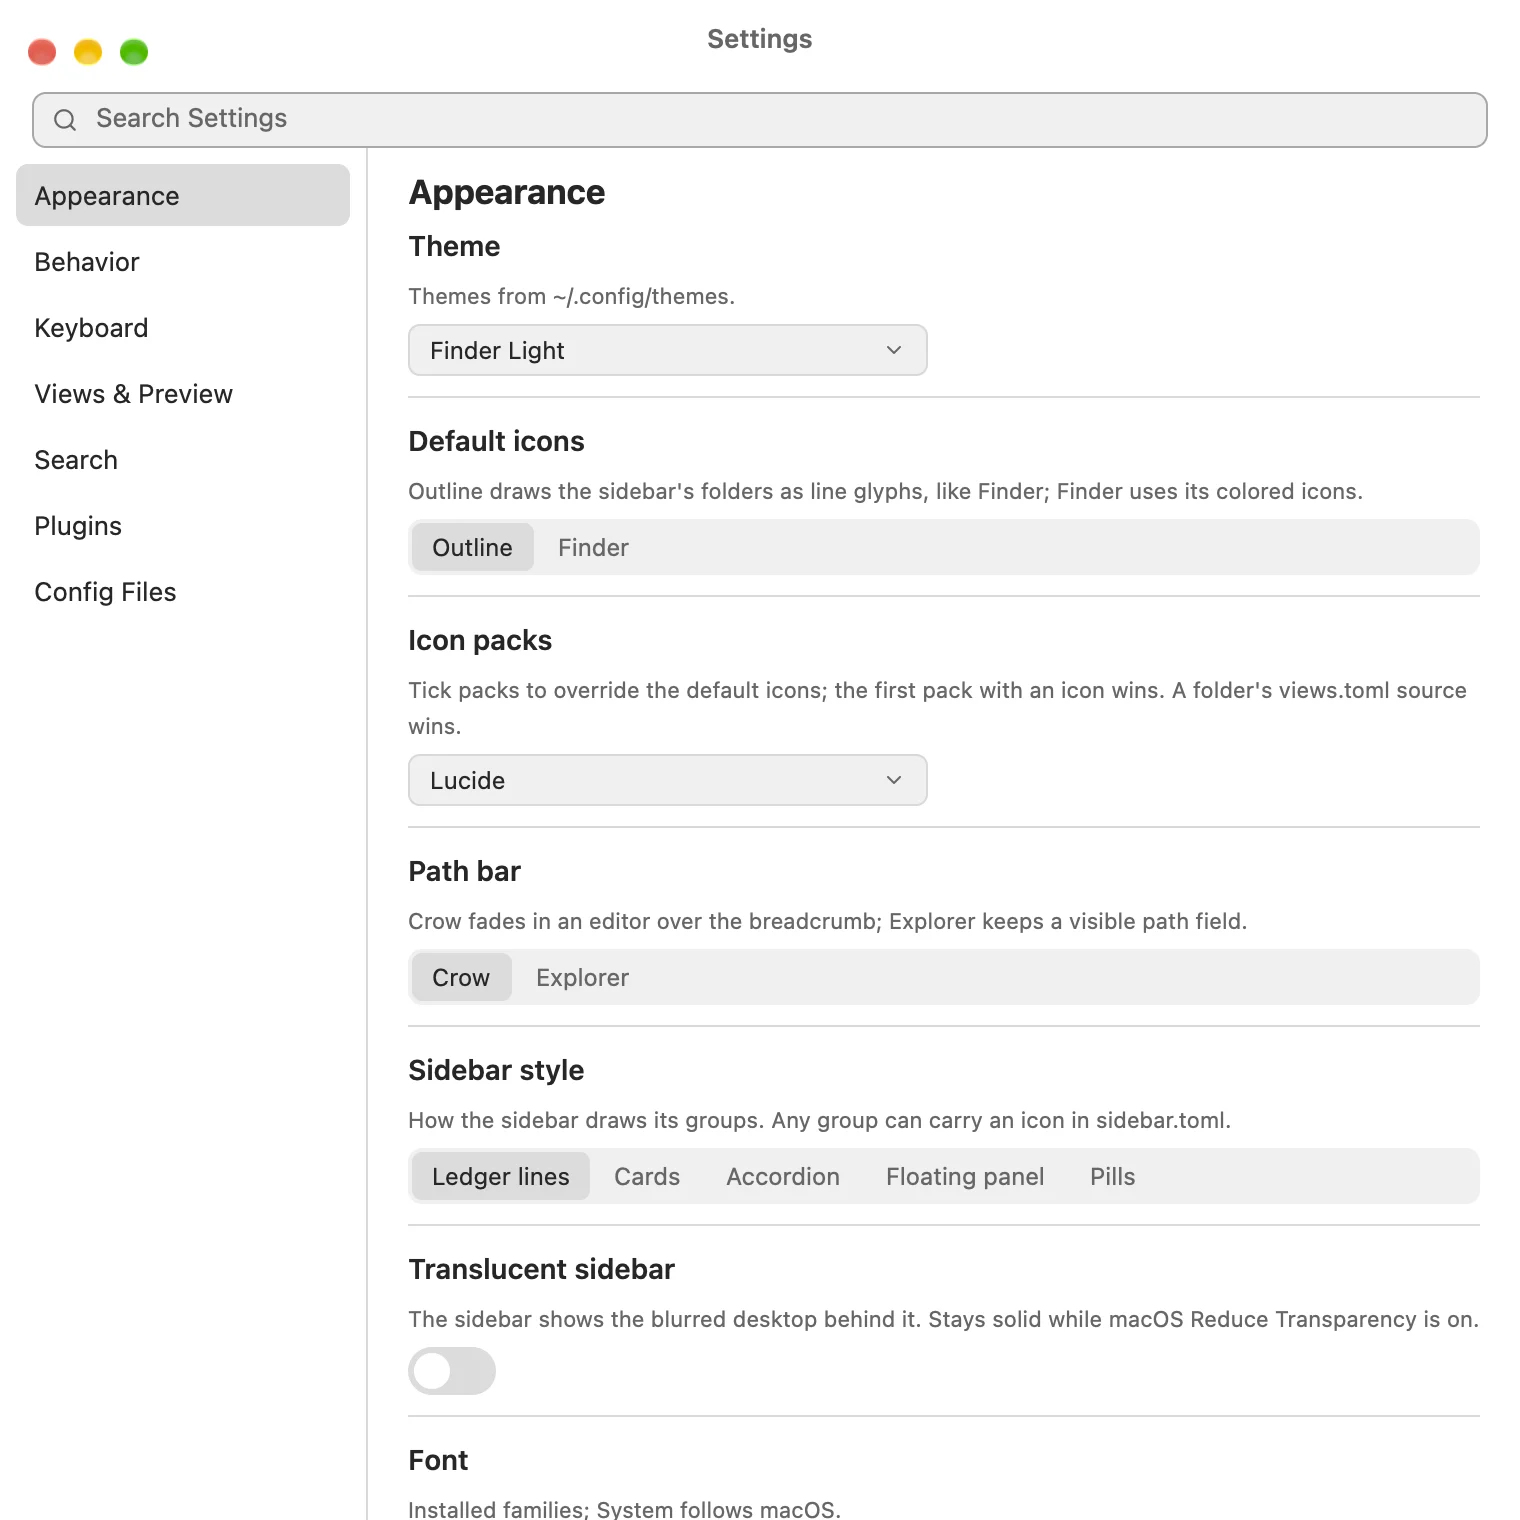 Settings
Search Settings
Appearance
Behavior
Keyboard
Views & Preview
Search
Plugins
Config Files
Appearance
Theme
Themes from ~/.config/themes.
Finder Light
Default icons
Outline draws the sidebar's folders as line glyphs, like Finder; Finder uses its colored icons.
Outline Finder
Icon packs
Tick packs to override the default icons; the first pack with an icon wins. A folder's views.toml source
wins.
Lucide
Path bar
Crow fades in an editor over the breadcrumb; Explorer keeps a visible path field.
Crow Explorer
Sidebar style
How the sidebar draws its groups. Any group can carry an icon in sidebar.toml.
Ledger lines Cards Accordion Floating panel Pills
Translucent sidebar
The sidebar shows the blurred desktop behind it. Stays solid while macOS Reduce Transparency is on.
Font
Installed families; System follows macOS.